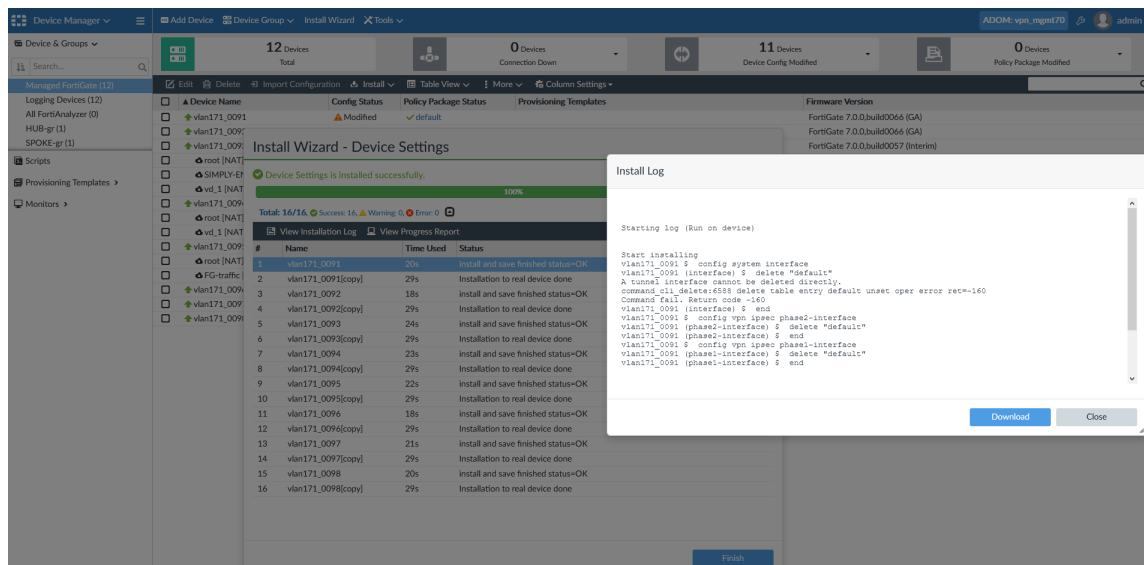 Device Manager
Add Device Device Group Install Wizard Tools
ADOM: vpn_mgmt70 admin
Device & Groups
Search...
Managed FortiGate (12)
Logging Devices (12)
All FortiAnalyzer (0)
HUB-gr (1)
SPOKE-gr (1)
Scripts
Provisioning Templates
Monitors
12 Devices
Total
0 Devices
Connection Down
11 Devices
Device Config Modified
0 Devices
Policy Package Modified
Edit Delete Import Configuration Install Table View More Column Settings
Device Name Config Status Policy Package Status Provisioning Templates Firmware Version
vlan171_0091 Modified default FortiGate 7.0.0,build0066 (GA)
FortiGate 7.0.0,build0066 (GA)
FortiGate 7.0.0,build0057 (Interim)
root [NAT]
vd_1 [NAT
root [NAT]
vd_1 [NAT
root [NAT]
FG-traffic
Install Wizard - Device Settings
Device Settings is installed successfully.
100%
Total: 16/16, Success: 16, Warning: 0, Error: 0
View Installation Log View Progress Report
# Name Time Used Status
1 vlan171_0091 20s install and save finished status=OK
2 vlan171_0091[copy] 29s Installation to real device done
3 vlan171_0092 18s install and save finished status=OK
4 vlan171_0092[copy] 29s Installation to real device done
5 vlan171_0093 24s install and save finished status=OK
6 vlan171_0093[copy] 29s Installation to real device done
7 vlan171_0094 23s install and save finished status=OK
8 vlan171_0094[copy] 29s Installation to real device done
9 vlan171_0095 22s install and save finished status=OK
10 vlan171_0095[copy] 29s Installation to real device done
11 vlan171_0096 18s install and save finished status=OK
12 vlan171_0096[copy] 29s Installation to real device done
13 vlan171_0097 21s install and save finished status=OK
14 vlan171_0097[copy] 29s Installation to real device done
15 vlan171_0098 20s install and save finished status=OK
16 vlan171_0098[copy] 29s Installation to real device done
Finish
Install Log
Starting log (Run on device)
Start installing
vlan171_0091 $ config system interface
vlan171_0091 (interface) $ delete "default"
A tunnel interface cannot be deleted directly.
command_cli_delete:6588 delete table entry default unset oper error ret=-160
Command fail. Return code -160
vlan171_0091 (interface) $ end
vlan171_0091 $ config vpn ipsec phase2-interface
vlan171_0091 (phase2-interface) $ delete "default"
vlan171_0091 (phase2-interface) $ end
vlan171_0091 $ config vpn ipsec phase1-interface
vlan171_0091 (phase1-interface) $ delete "default"
vlan171_0091 (phase1-interface) $ end
Download Close